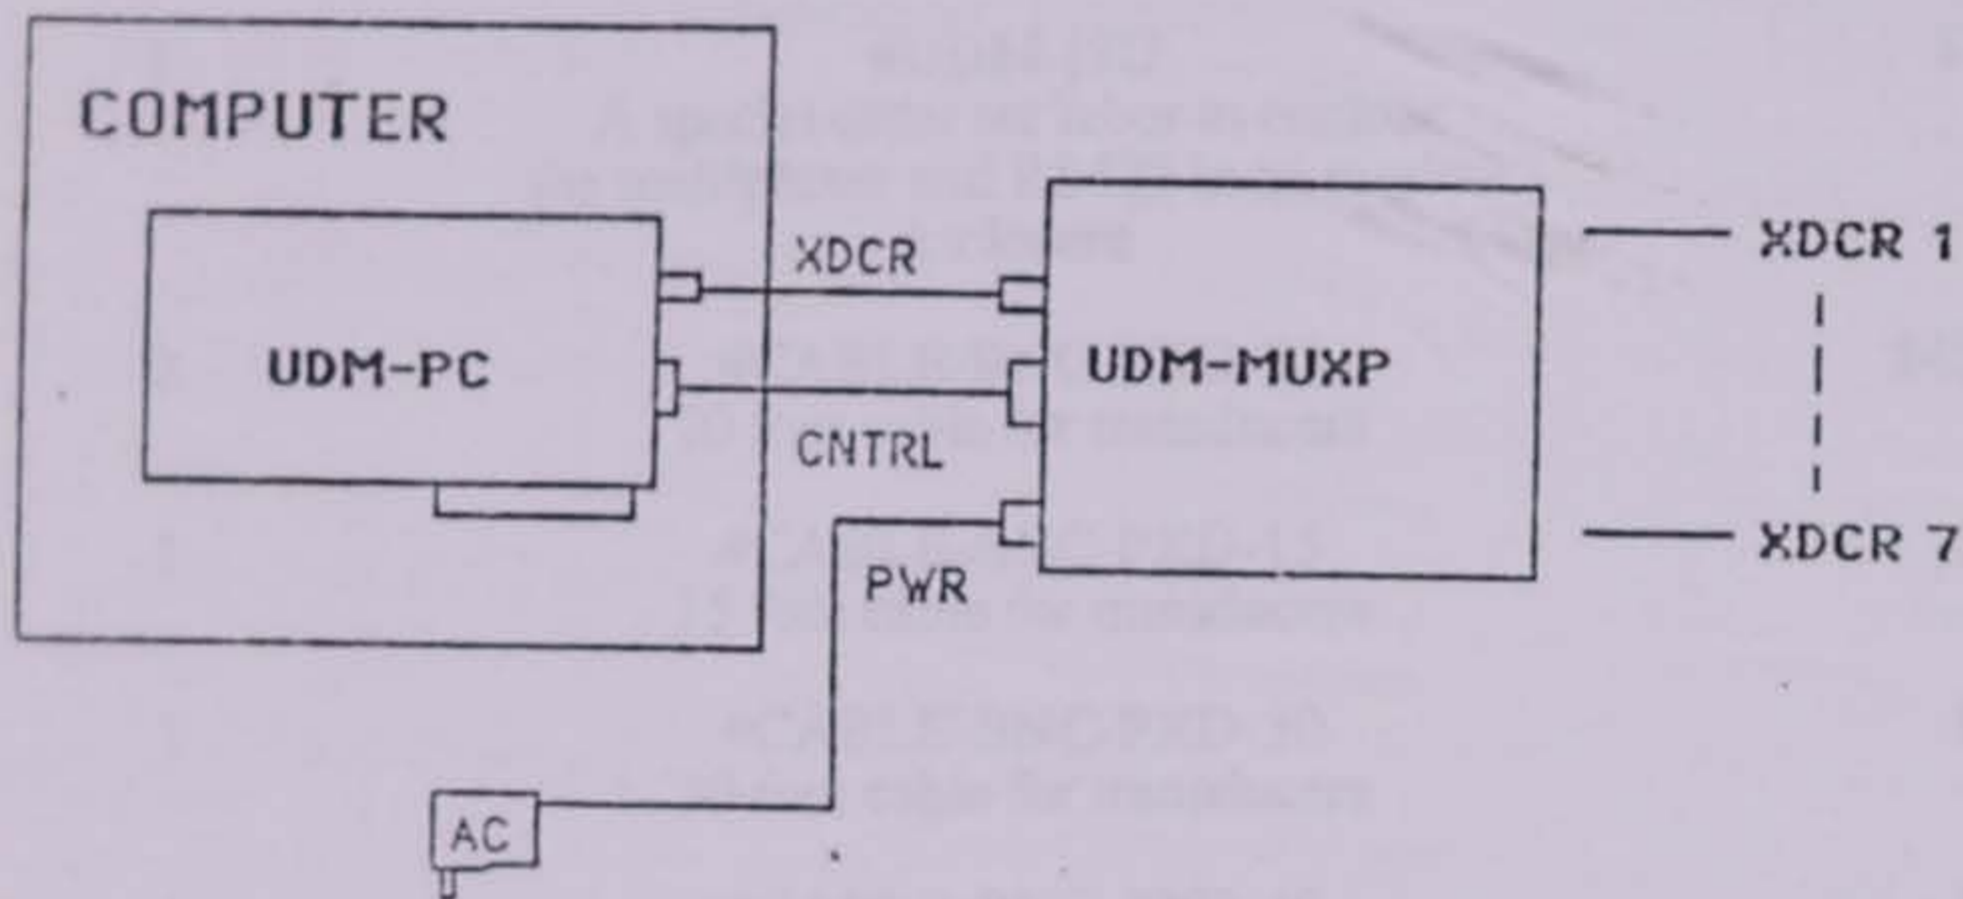 COMPUTER
UDM-PC
XDCR
CNTRL
PWR
UDM-MUXP
XDCR 1
XDCR 7
AC